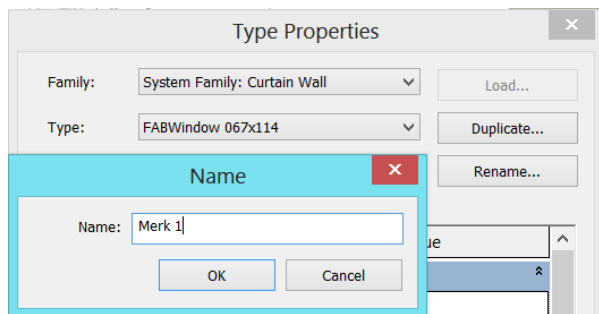 Type Properties
Family: System Family: Curtain Wall Load...
Type: FABWindow 067x114 Duplicate...
Rename...
Name
Name: Merk 1
ue
OK Cancel